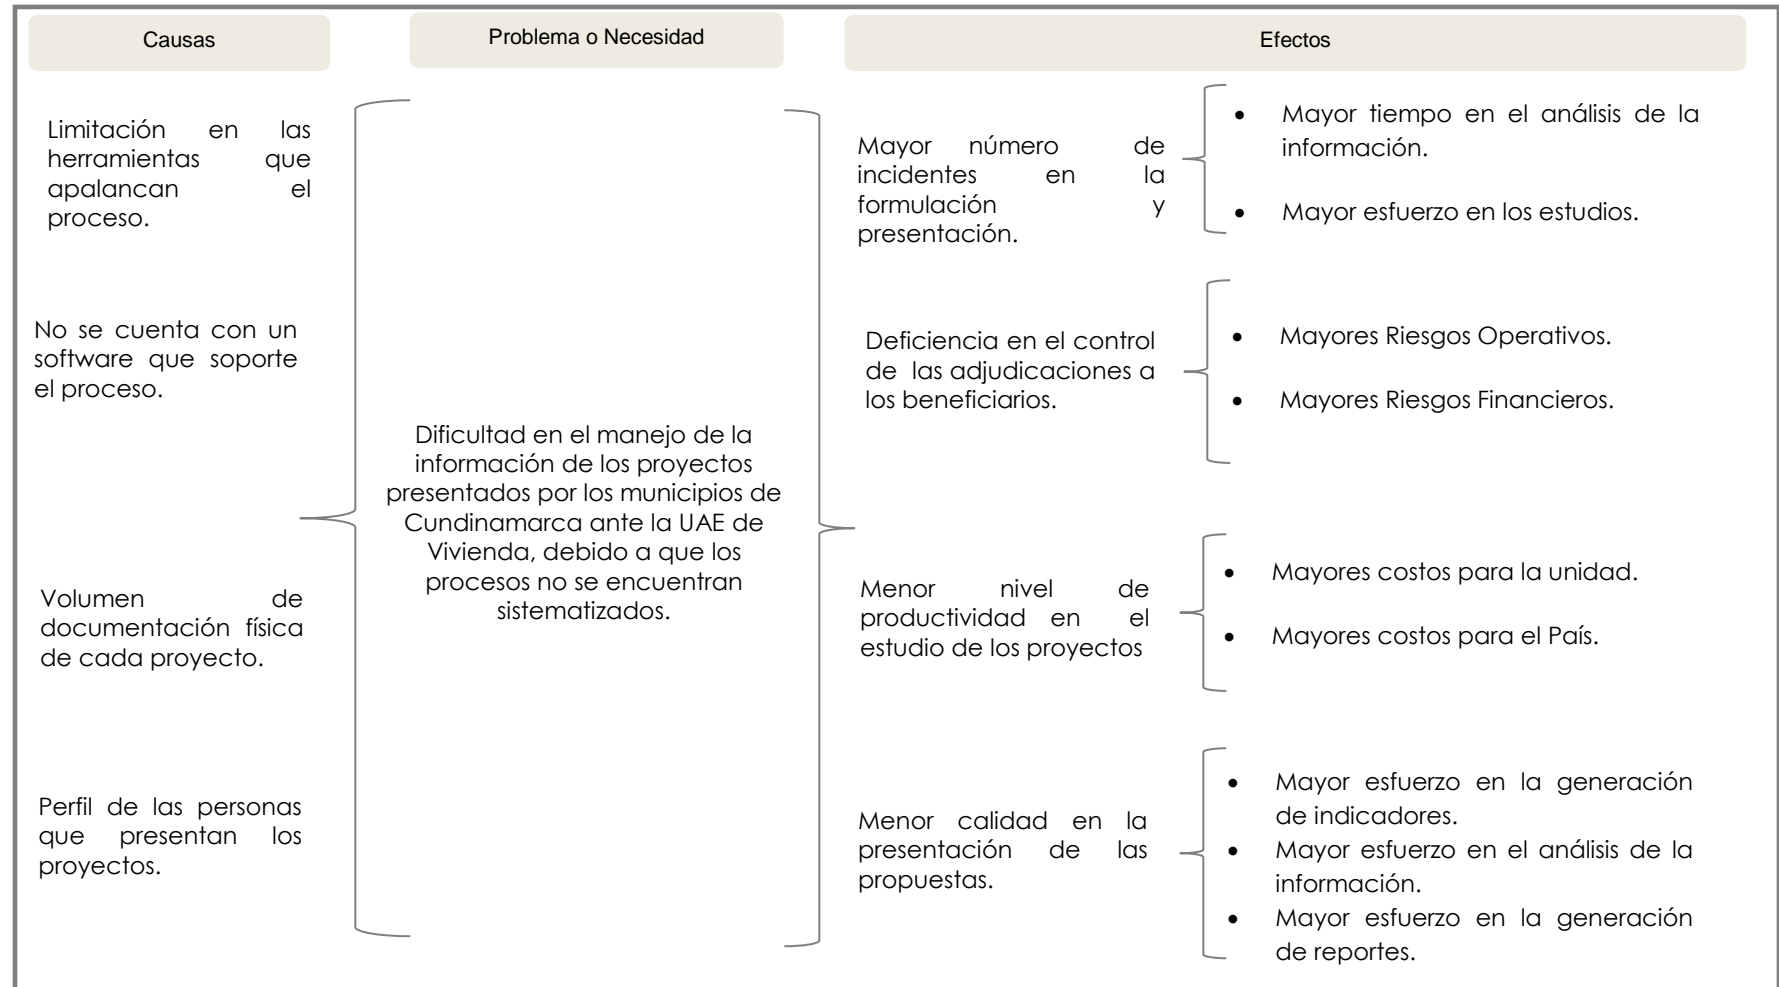 Causas
Problema o Necesidad
Efectos
Limitación en las
herramientas que
apalancan el
proceso.
No se cuenta con un
software que soporte
el proceso.
Volumen de
documentación física
de cada proyecto.
Perfil de las personas
que presentan los
proyectos.
Dificultad en el manejo de la
información de los proyectos
presentados por los municipios de
Cundinamarca ante la UAE de
Vivienda, debido a que los
procesos no se encuentran
sistematizados.
Mayor número de
incidentes en la
formulación y
presentación.
• Mayor tiempo en el análisis de la
información.
• Mayor esfuerzo en los estudios.
Deficiencia en el control
de las adjudicaciones a
los beneficiarios.
• Mayores Riesgos Operativos.
• Mayores Riesgos Financieros.
Menor nivel de
productividad en el
estudio de los proyectos
• Mayores costos para la unidad.
• Mayores costos para el País.
Menor calidad en la
presentación de las
propuestas.
• Mayor esfuerzo en la generación
de indicadores.
• Mayor esfuerzo en el análisis de la
información.
• Mayor esfuerzo en la generación
de reportes.